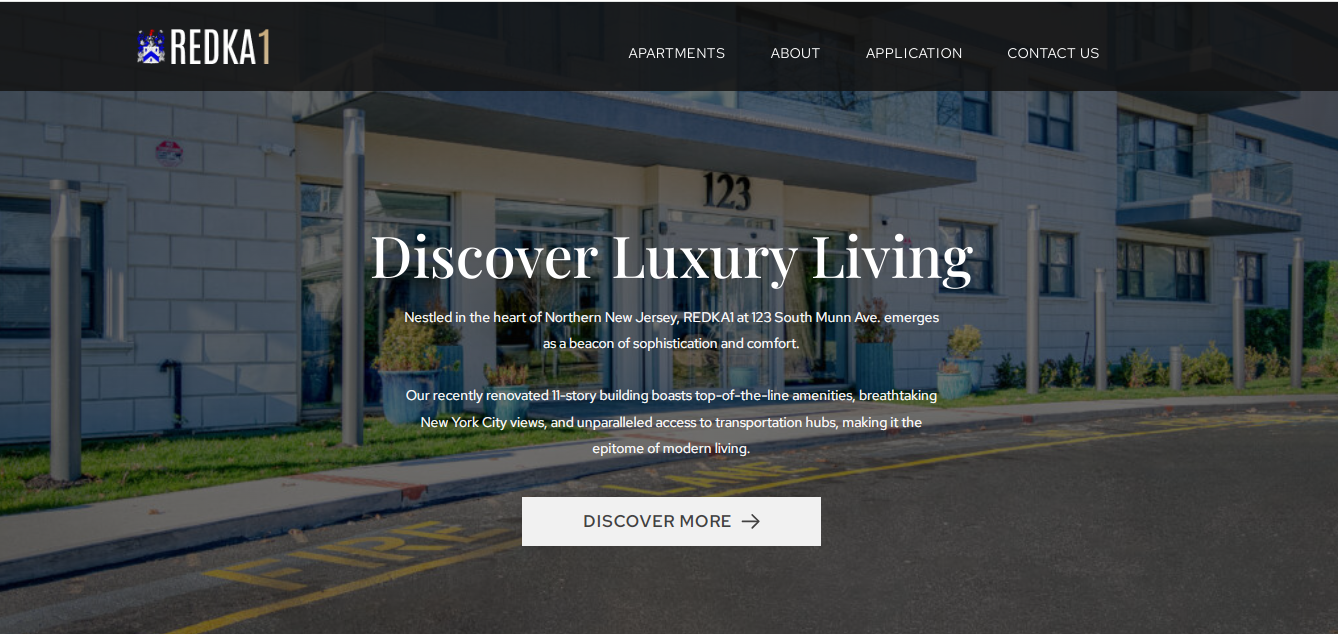 REDKA1
APARTMENTS
ABOUT
APPLICATION
CONTACT US
123
Discover Luxury Living
Nestled in the heart of Northern New Jersey, REDKA1 at 123 South Munn Ave. emerges
as a beacon of sophistication and comfort.
Our recently renovated 11-story building boasts top-of-the-line amenities, breathtaking
New York City views, and unparalleled access to transportation hubs, making it the
epitome of modern living.
LANE
DISCOVER MORE
FIRE